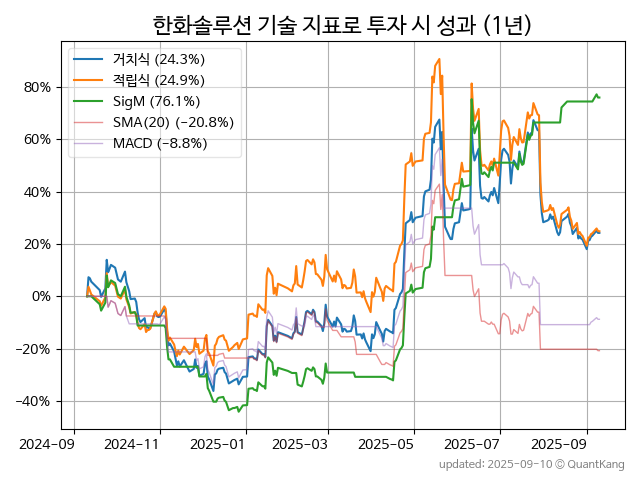 한화솔루션 기술 지표로 투자 시 성과 (1년)
거치식 (24.3%)
적립식 (24.9%)
SigM (76.1%)
SMA(20) (−20.8%)
MACD (−8.8%)
80%
60%
40%
20%
0%
−20%
−40%
2024-09 2024-11 2025-01 2025-03 2025-05 2025-07 2025-09
updated: 2025-09-10 © QuantKang